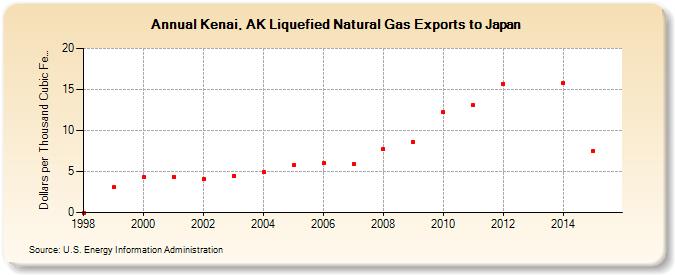 Annual Kenai, AK Liquefied Natural Gas Exports to Japan
Dollars per Thousand Cubic Fe...
20
15
10
5
0
1998 2000 2002 2004 2006 2008 2010 2012 2014
Source: U.S. Energy Information Administration